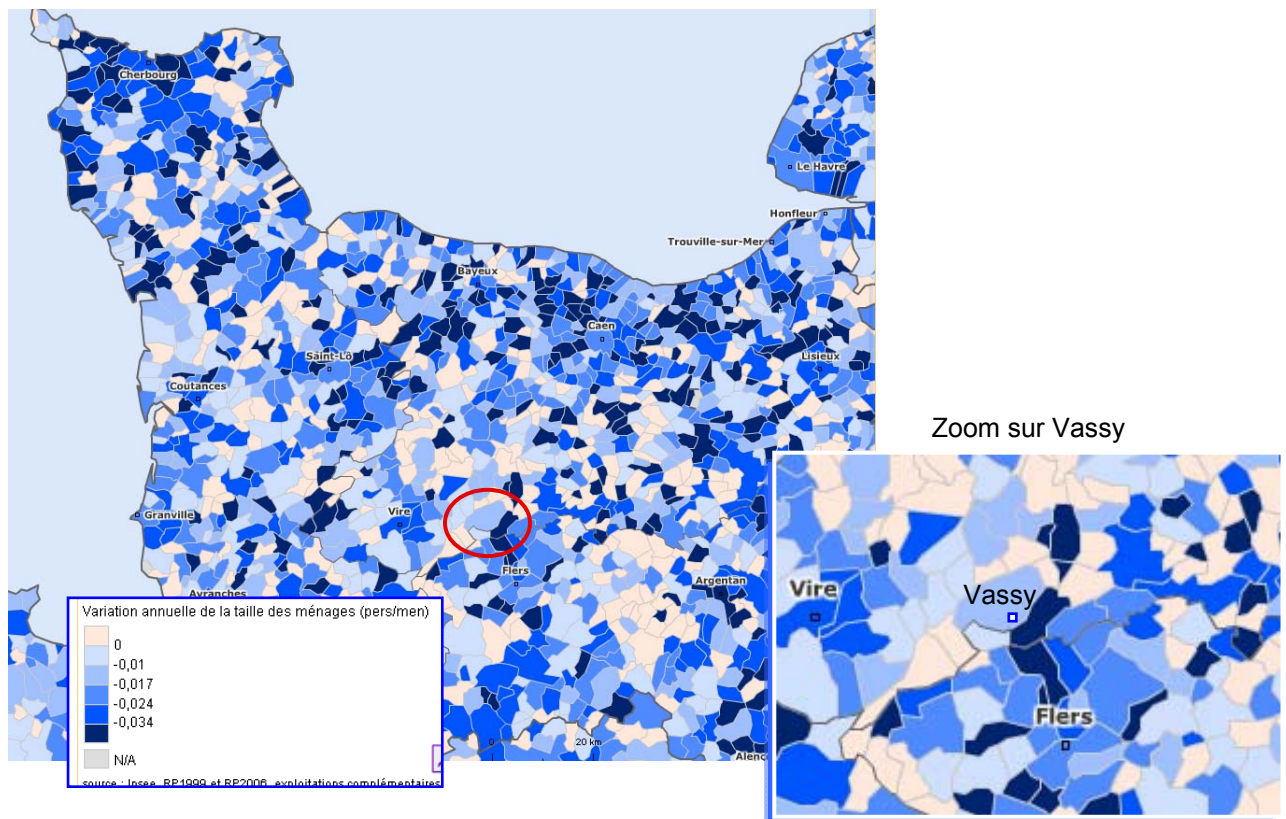 Cherbourg
Le Havre
Honfleur
Trouville-sur-Mer
Bayeux
Caen
Saint-Lô
Lisieux
Coutances
Zoom sur Vassy
Granville
Vire
Flers
Argentan
Avranches
Variation annuelle de la taille des ménages (pers/men)
0
-0,01
-0,017
-0,024
-0,034
N/A
source : Insee, RP1999 et RP2006, exploitations complémentaires
0
20 km
Alenco
Vire
Vassy
Flers